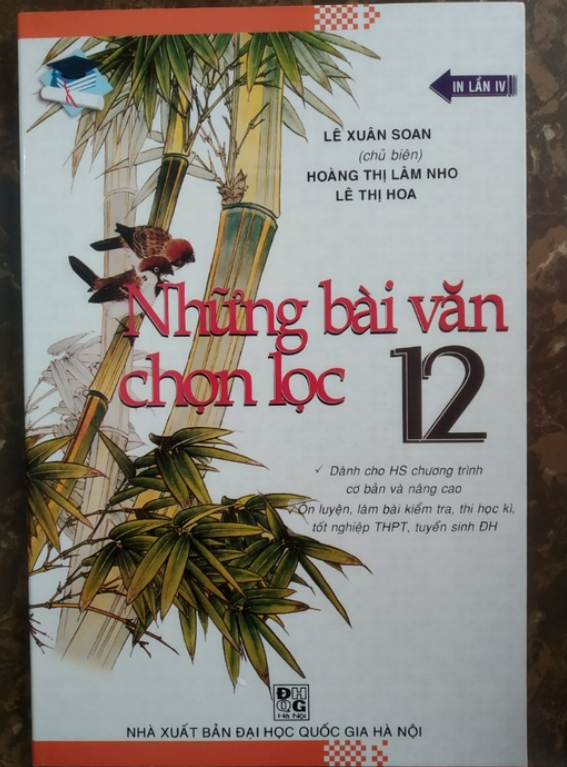 IN LẦN IV
LÊ XUÂN SOAN
(chủ biên)
HOÀNG THỊ LÂM NHO
LÊ THỊ HOA
Những bài văn
chọn lọc 12
✓ Dành cho HS chương trình
cơ bản và nâng cao
✓ Ôn luyện, làm bài kiểm tra, thi học kì,
tốt nghiệp THPT, tuyển sinh ĐH
ĐH
QG
Hà Nội
NHÀ XUẤT BẢN ĐẠI HỌC QUỐC GIA HÀ NỘI